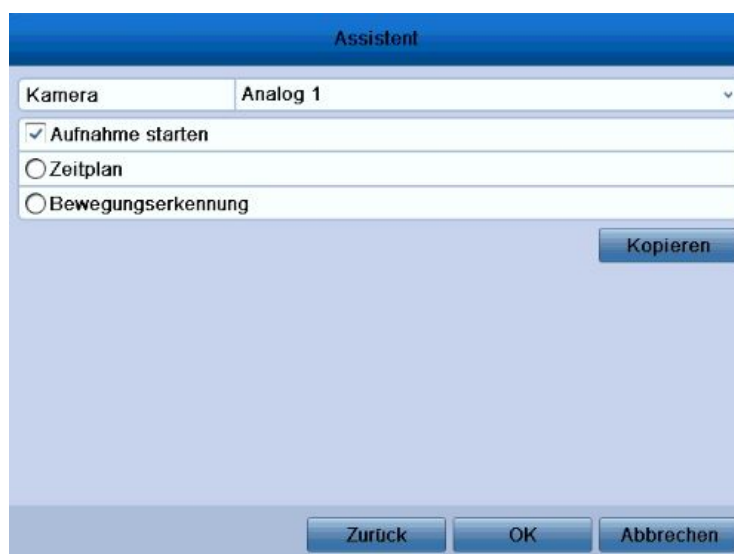 Assistent
Kamera Analog 1
Aufnahme starten
Zeitplan
Bewegungserkennung
Kopieren
Zurück OK Abbrechen